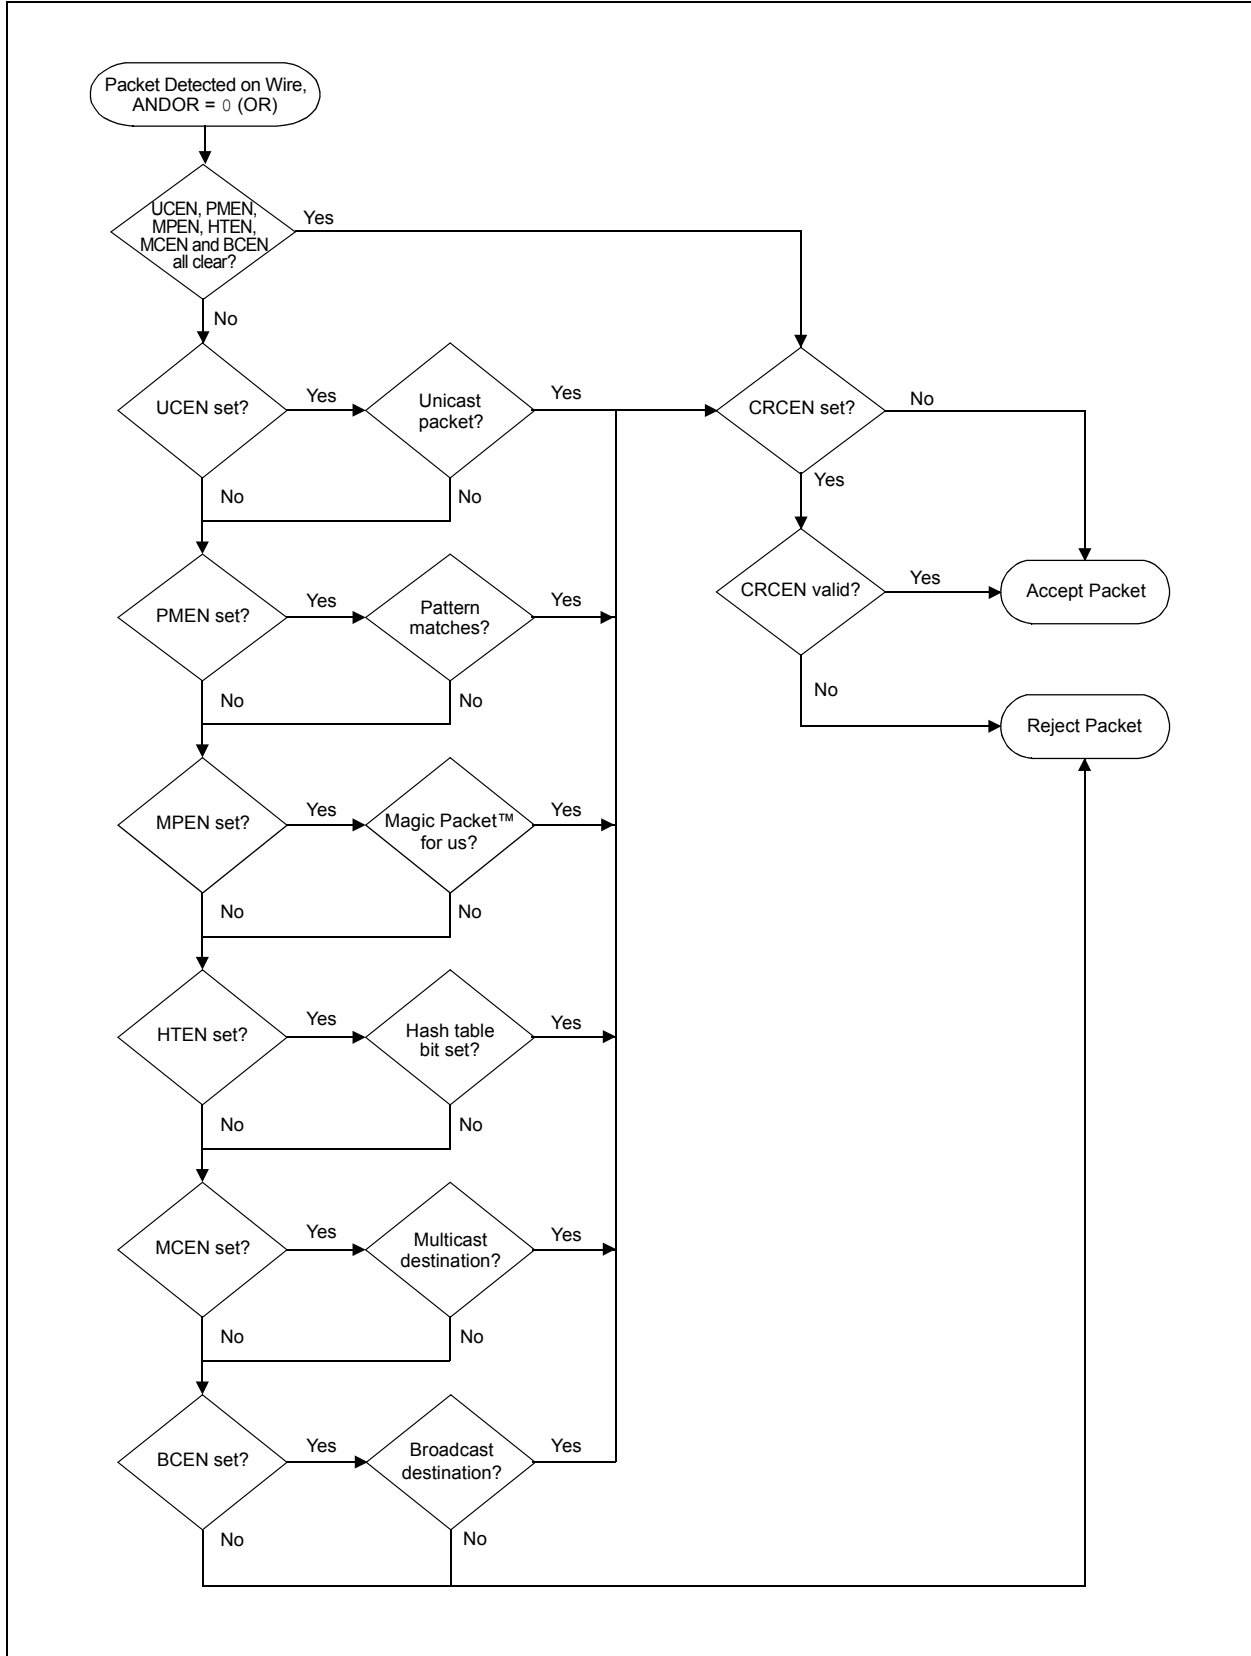 Packet Detected on Wire,
ANDOR = 0 (OR)
UCEN, PMEN,
MPEN, HTEN,
MCEN and BCEN
all clear?
Yes
No
UCEN set?
Yes
Unicast
packet?
Yes
CRCEN set?
No
No
No
Yes
PMEN set?
Yes
Pattern
matches?
Yes
CRCEN valid?
Yes
Accept Packet
No
No
No
Reject Packet
MPEN set?
Yes
Magic Packet™
for us?
Yes
No
No
HTEN set?
Yes
Hash table
bit set?
Yes
No
No
MCEN set?
Yes
Multicast
destination?
Yes
No
No
BCEN set?
Yes
Broadcast
destination?
Yes
No
No